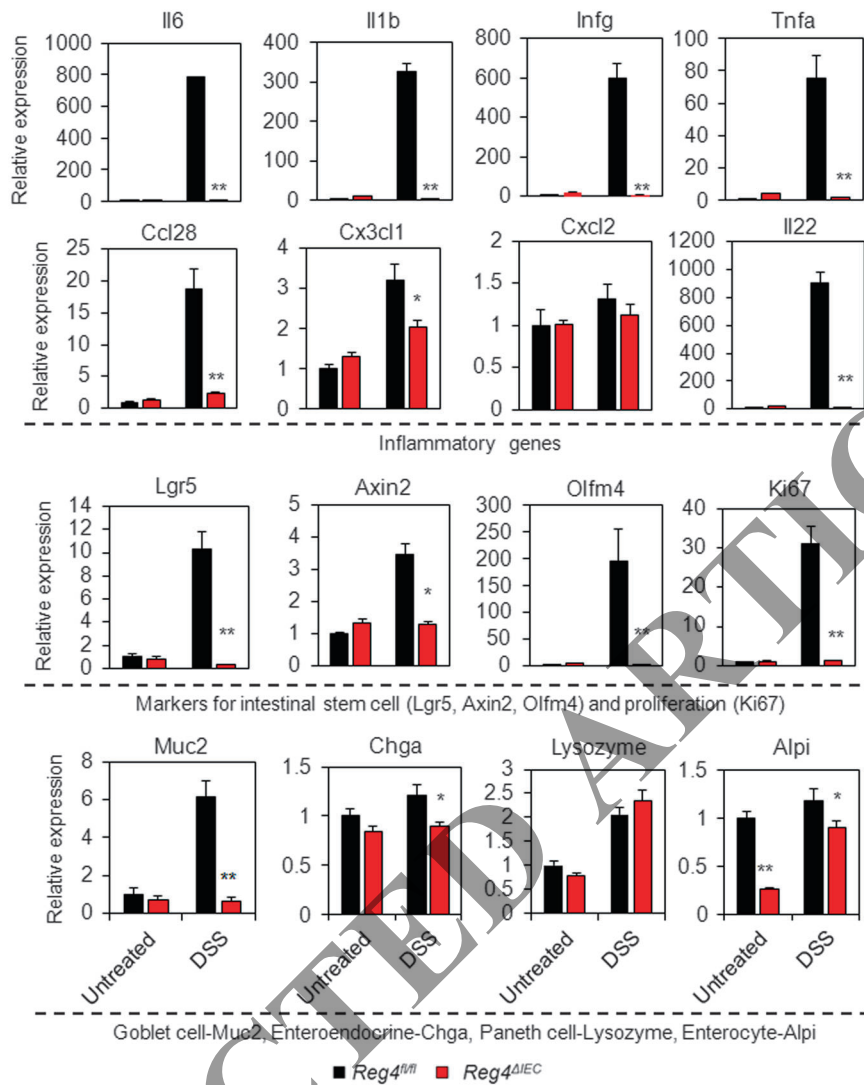 Il6 Il1b Infg Tnfa
Relative expression
1000 400 800 100
800 300 600 80
600 200 400 60
400 100 200 40
200 0 0 20
0 0
** ** ** **
Ccl28 Cx3cl1 Cxcl2 Il22
Relative expression
25 4 2 1200
20 3 1.5 1000
15 2 1 800
10 1 0.5 600
5 0 0 400
0 200
0
** * **
Inflammatory genes
Lgr5 Axin2 Olfm4 Ki67
Relative expression
14 5 300 40
12 4 250 30
10 3 200 20
8 2 150 10
6 1 100 0
4 0 50
2 0
0
** * ** **
Markers for intestinal stem cell (Lgr5, Axin2, Olfm4) and proliferation (Ki67)
Muc2 Chga Lysozyme Alpi
Relative expression
8 1.5 3 1.5
6 1 2.5 1
4 0.5 2 0.5
2 0 1.5 0
0 1
0.5
0
** * ** *
Untreated DSS Untreated DSS Untreated DSS Untreated DSS
Goblet cell-Muc2, Enteroendocrine-Chga, Paneth cell-Lysozyme, Enterocyte-Alpi
Reg4fl/fl Reg4ΔIEC
CTED ARTIC